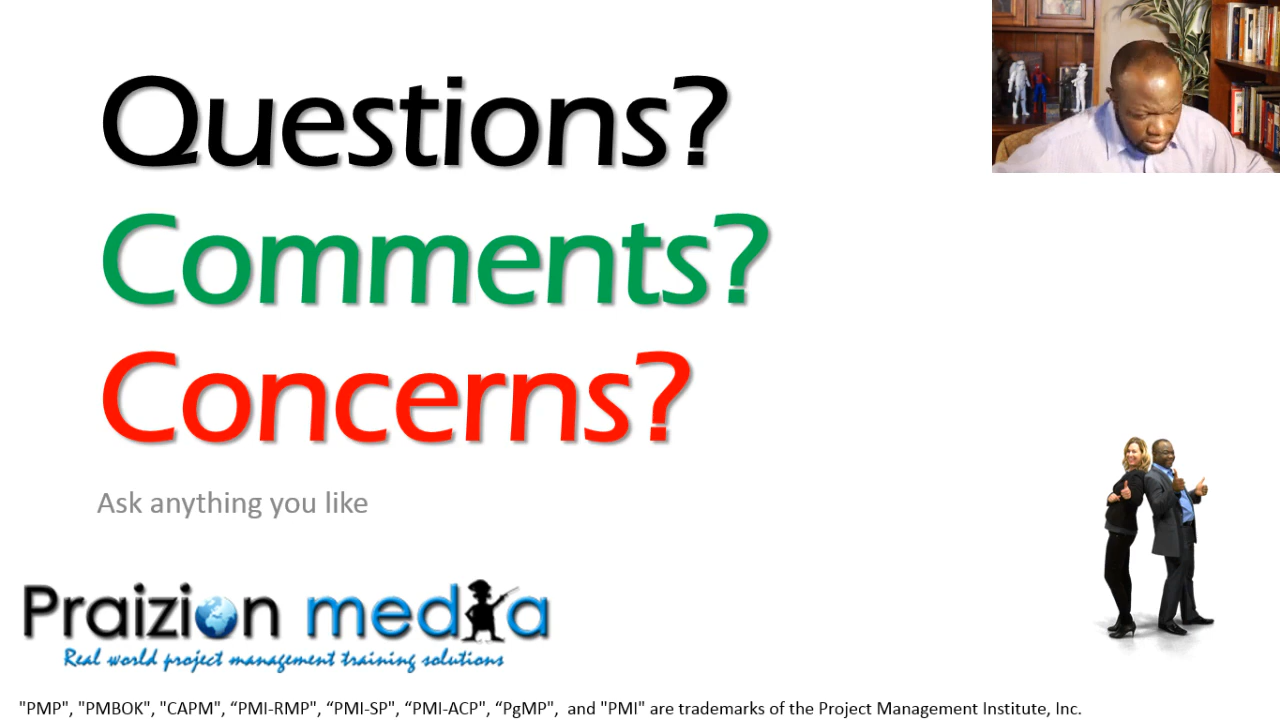 Questions?
Comments?
Concerns?
Ask anything you like
Praizion media
Real world project management training solutions
"PMP", "PMBOK", "CAPM", “PMI-RMP”, “PMI-SP”, “PMI-ACP”, “PgMP”, and "PMI" are trademarks of the Project Management Institute, Inc.